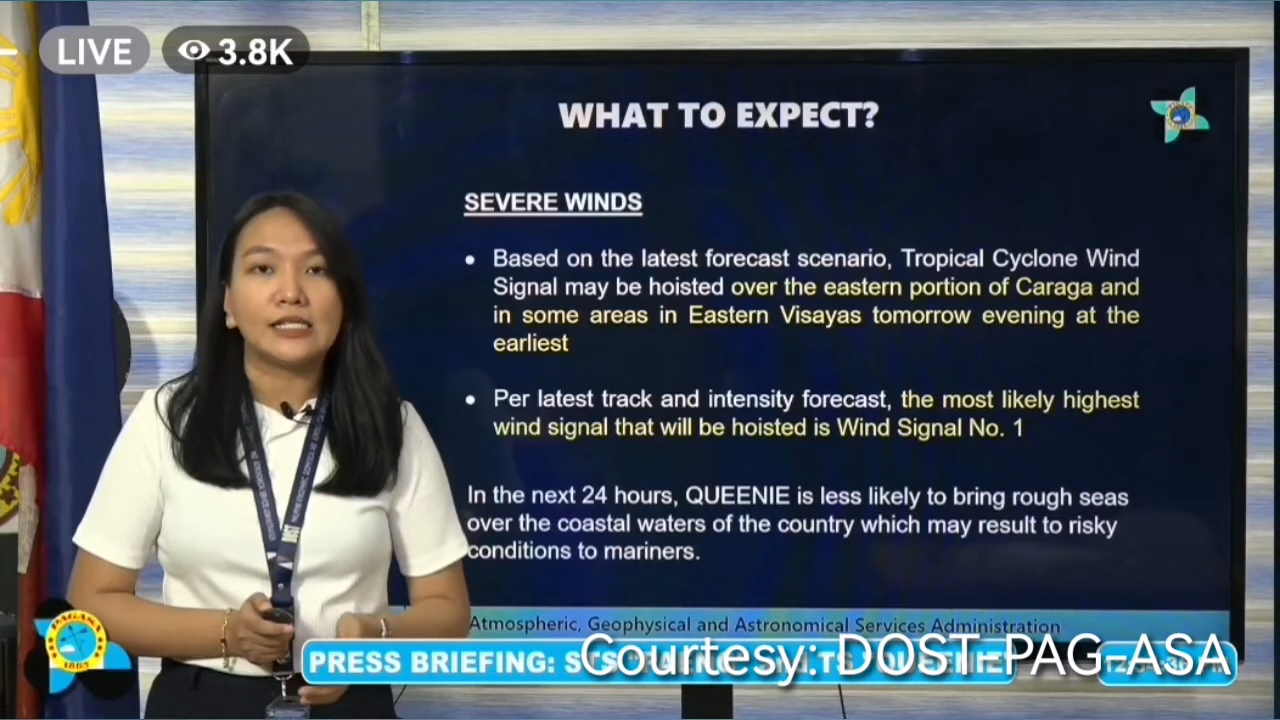 LIVE
3.8K
WHAT TO EXPECT?
SEVERE WINDS
• Based on the latest forecast scenario, Tropical Cyclone Wind
Signal may be hoisted over the eastern portion of Caraga and
in some areas in Eastern Visayas tomorrow evening at the
earliest
• Per latest track and intensity forecast, the most likely highest
wind signal that will be hoisted is Wind Signal No. 1
In the next 24 hours, QUEENIE is less likely to bring rough seas
over the coastal waters of the country which may result to risky
conditions to mariners.
Atmospheric, Geophysical and Astronomical Services Administration
PAGASA
1865
DOST
PRESS BRIEFING: STS
Courtesy: DOST-PAG-ASA